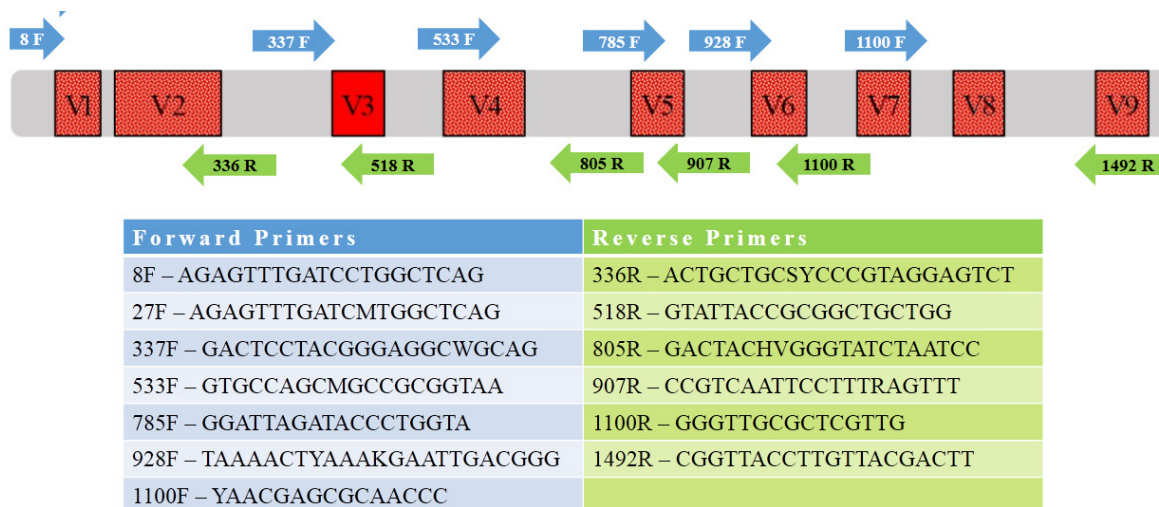 8 F 337 F 533 F 785 F 928 F 1100 F
V1 V2 V3 V4 V5 V6 V7 V8 V9
336 R 518 R 805 R 907 R 1100 R 1492 R
Forward Primers Reverse Primers
8F – AGAGTTTGATCCTGGCTCAG 336R – ACTGCTGCSYCCCGTAGGAGTCT
27F – AGAGTTTGATCMTGGCTCAG 518R – GTATTACCGCGGCTGCTGG
337F – GACTCCTACGGGAGGCWGCAG 805R – GACTACHVGGGTATCTAATCC
533F – GTGCCAGCMGCCGCGGTAA 907R – CCGTCAATTCCTTTRAGTTT
785F – GGATTAGATACCCTGGTA 1100R – GGGTTGCGCTCGTTG
928F – TAAAACTYAAAKGAATTGACGGG 1492R – CGGTTACCTTGTTACGACTT
1100F – YAACGAGCGCAACCC